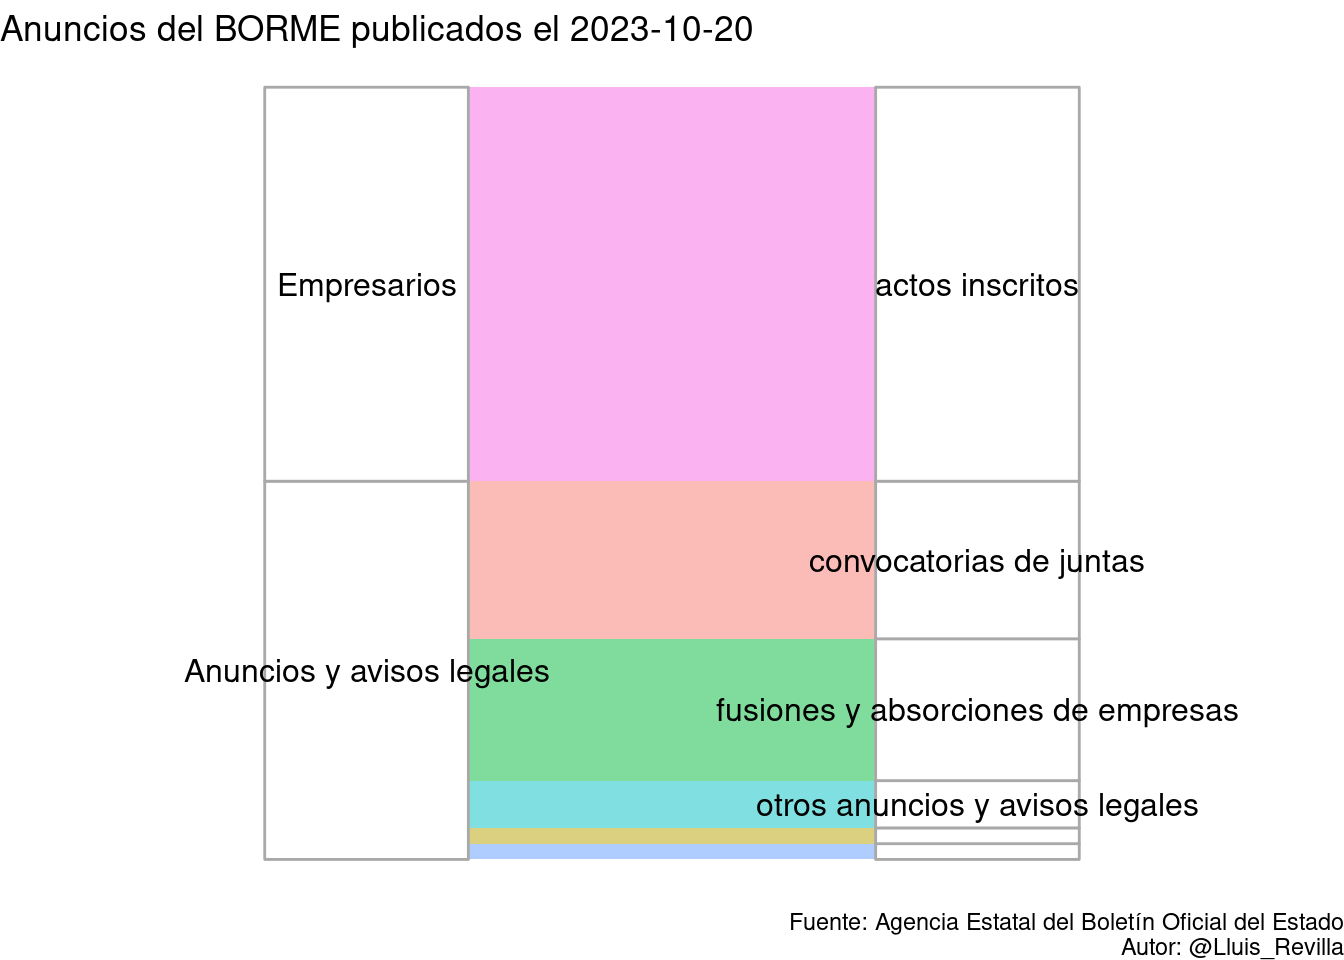 Anuncios del BORME publicados el 2023-10-20
Empresarios
actos inscritos
convocatorias de juntas
Anuncios y avisos legales
fusiones y absorciones de empresas
otros anuncios y avisos legales
Fuente: Agencia Estatal del Boletín Oficial del Estado
Autor: @Lluis_Revilla